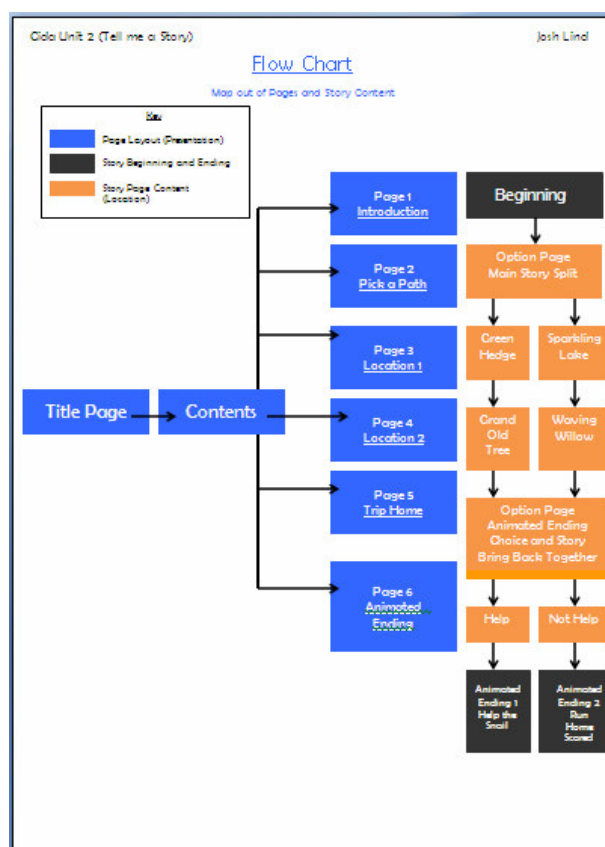 Cida Unit 2 (Tell me a Story)
Josh Lind
Flow Chart
Map out of Pages and Story Content
Key
Page Layout (Presentation)
Story Beginning and Ending
Story Page Content
(Location)
Title Page
Contents
Page 1
Introduction
Page 2
Pick a Path
Page 3
Location 1
Page 4
Location 2
Page 5
Trip Home
Page 6
Animated
Ending
Beginning
Option Page
Main Story Split
Green
Hedge
Sparkling
Lake
Grand
Old
Tree
Waving
Willow
Option Page
Animated Ending
Choice and Story
Bring Back Together
Help
Not Help
Animated
Ending 1
Help the
Snail
Animated
Ending 2
Run
Home
Scared